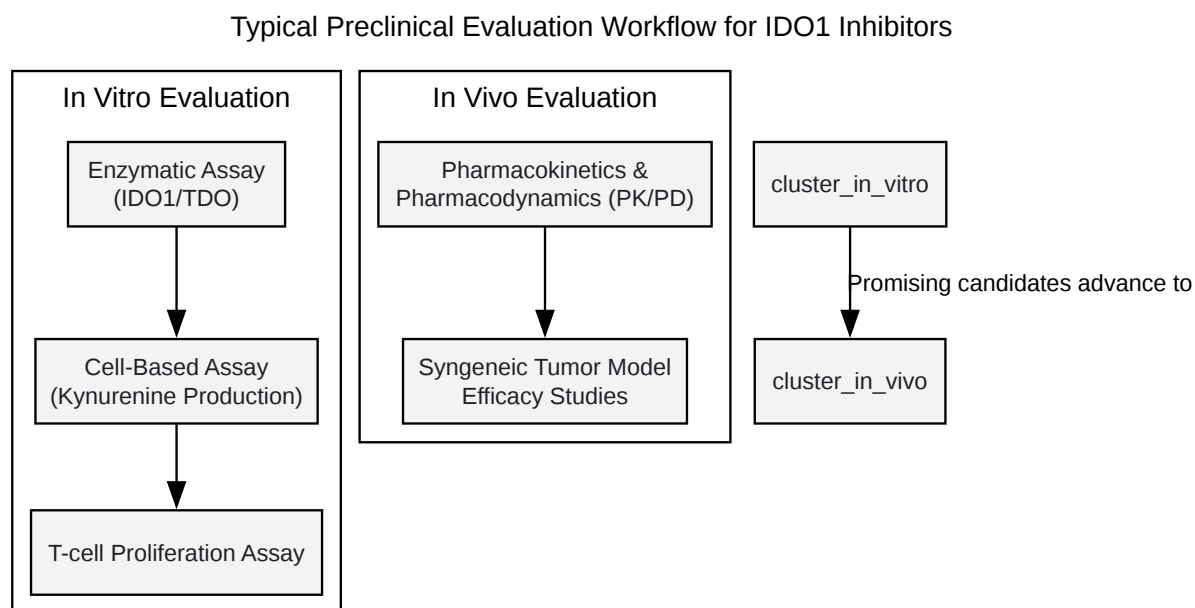 Typical Preclinical Evaluation Workflow for IDO1 Inhibitors
In Vitro Evaluation
Enzymatic Assay
(IDO1/TDO)
Cell-Based Assay
(Kynurenine Production)
T-cell Proliferation Assay
In Vivo Evaluation
Pharmacokinetics &
Pharmacodynamics (PK/PD)
Syngeneic Tumor Model
Efficacy Studies
cluster_in_vitro
Promising candidates advance to
cluster_in_vivo